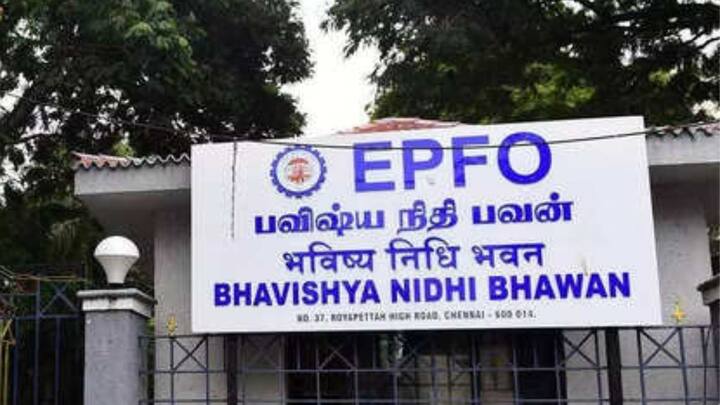 EPFO
பவிஷ்ய நிதி பவன்
भविष्य निधि भवन
BHAVISHYA NIDHI BHAWAN
NO. 37, ROYAPETTAH HIGH ROAD, CHENNAI - 600 014.